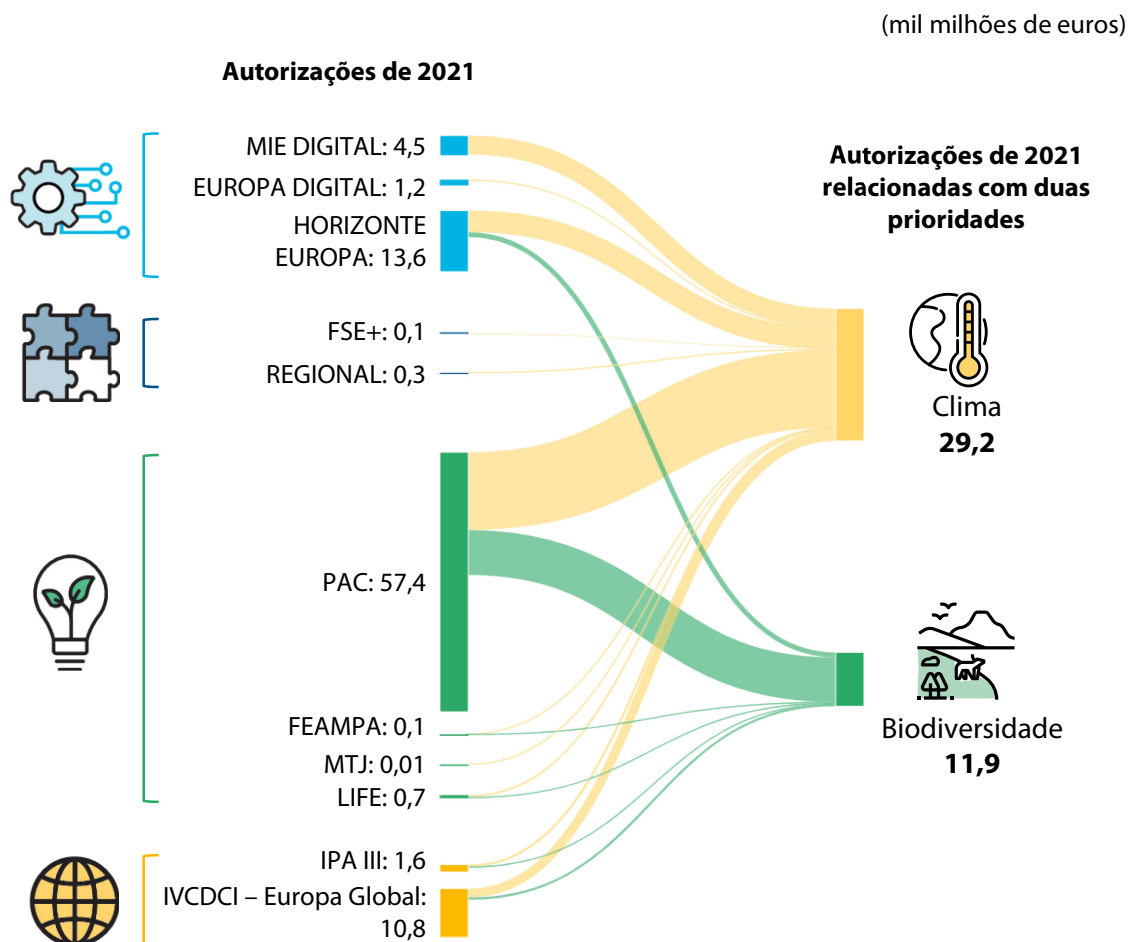 (mil milhões de euros)
Autorizações de 2021
MIE DIGITAL: 4,5
EUROPA DIGITAL: 1,2
HORIZONTE
EUROPA: 13,6
FSE+: 0,1
REGIONAL: 0,3
PAC: 57,4
FEAMPA: 0,1
MTJ: 0,01
LIFE: 0,7
IPA III: 1,6
IVCDCI – Europa Global:
10,8
Autorizações de 2021
relacionadas com duas
prioridades
Clima
29,2
Biodiversidade
11,9